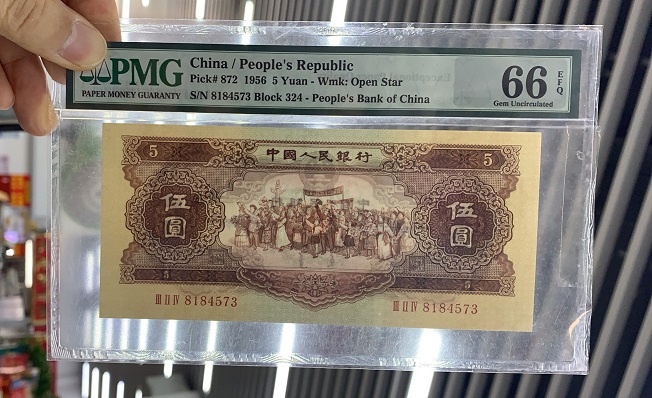 PMG
PAPER MONEY GUARANTY
China / People's Republic
Pick# 872 1956 5 Yuan - Wmk: Open Star
S/N 8184573 Block 324 - People's Bank of China
66 EPQ
Gem Uncirculated
5 中國人民銀行 5
伍圓 伍圓
5 5
III II IV 8184573 III II IV 8184573